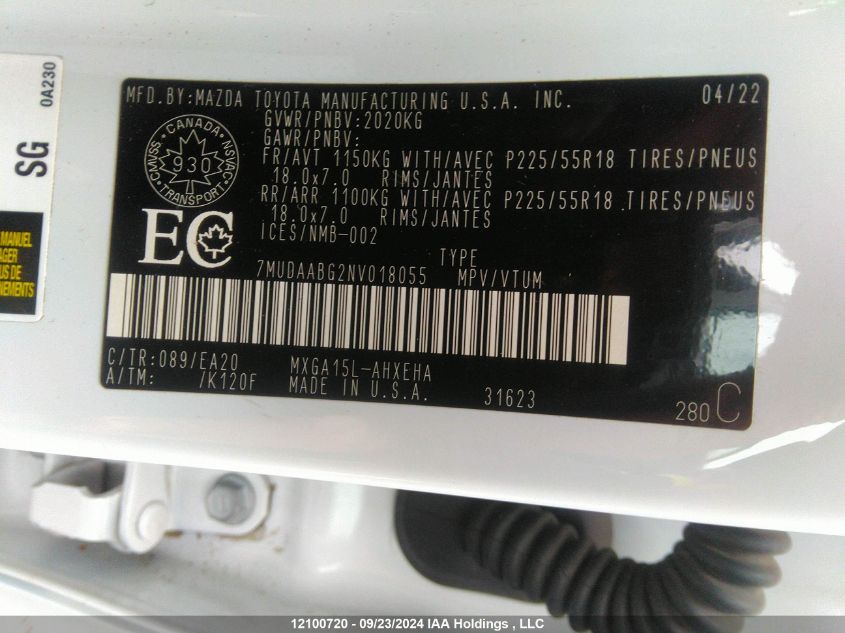 0A230
SG
MANUEL
AGER
US DE
NEMENTS
MFD.BY:MAZDA TOYOTA MANUFACTURING U.S.A. INC. 04/22
GVWR/PNBV:2020KG
GAWR/PNBV:
FR/AVT 1150KG WITH/AVEC P225/55R18 TIRES/PNEUS
18.0x7.0 RIMS/JANTES
RR/ARR 1100KG WITH/AVEC P225/55R18 TIRES/PNEUS
18.0x7.0 RIMS/JANTES
ICES/NMB-002
CANADA
CMVSS NSVAC
930
TRANSPORT
EC
TYPE
7MUDAABG2NV018055 MPV/VTUM
C/TR:089/EA20 MXGA15L-AHXEHA
A/TM: /K120F MADE IN U.S.A. 31623
280 C
12100720 - 09/23/2024 IAA Holdings , LLC